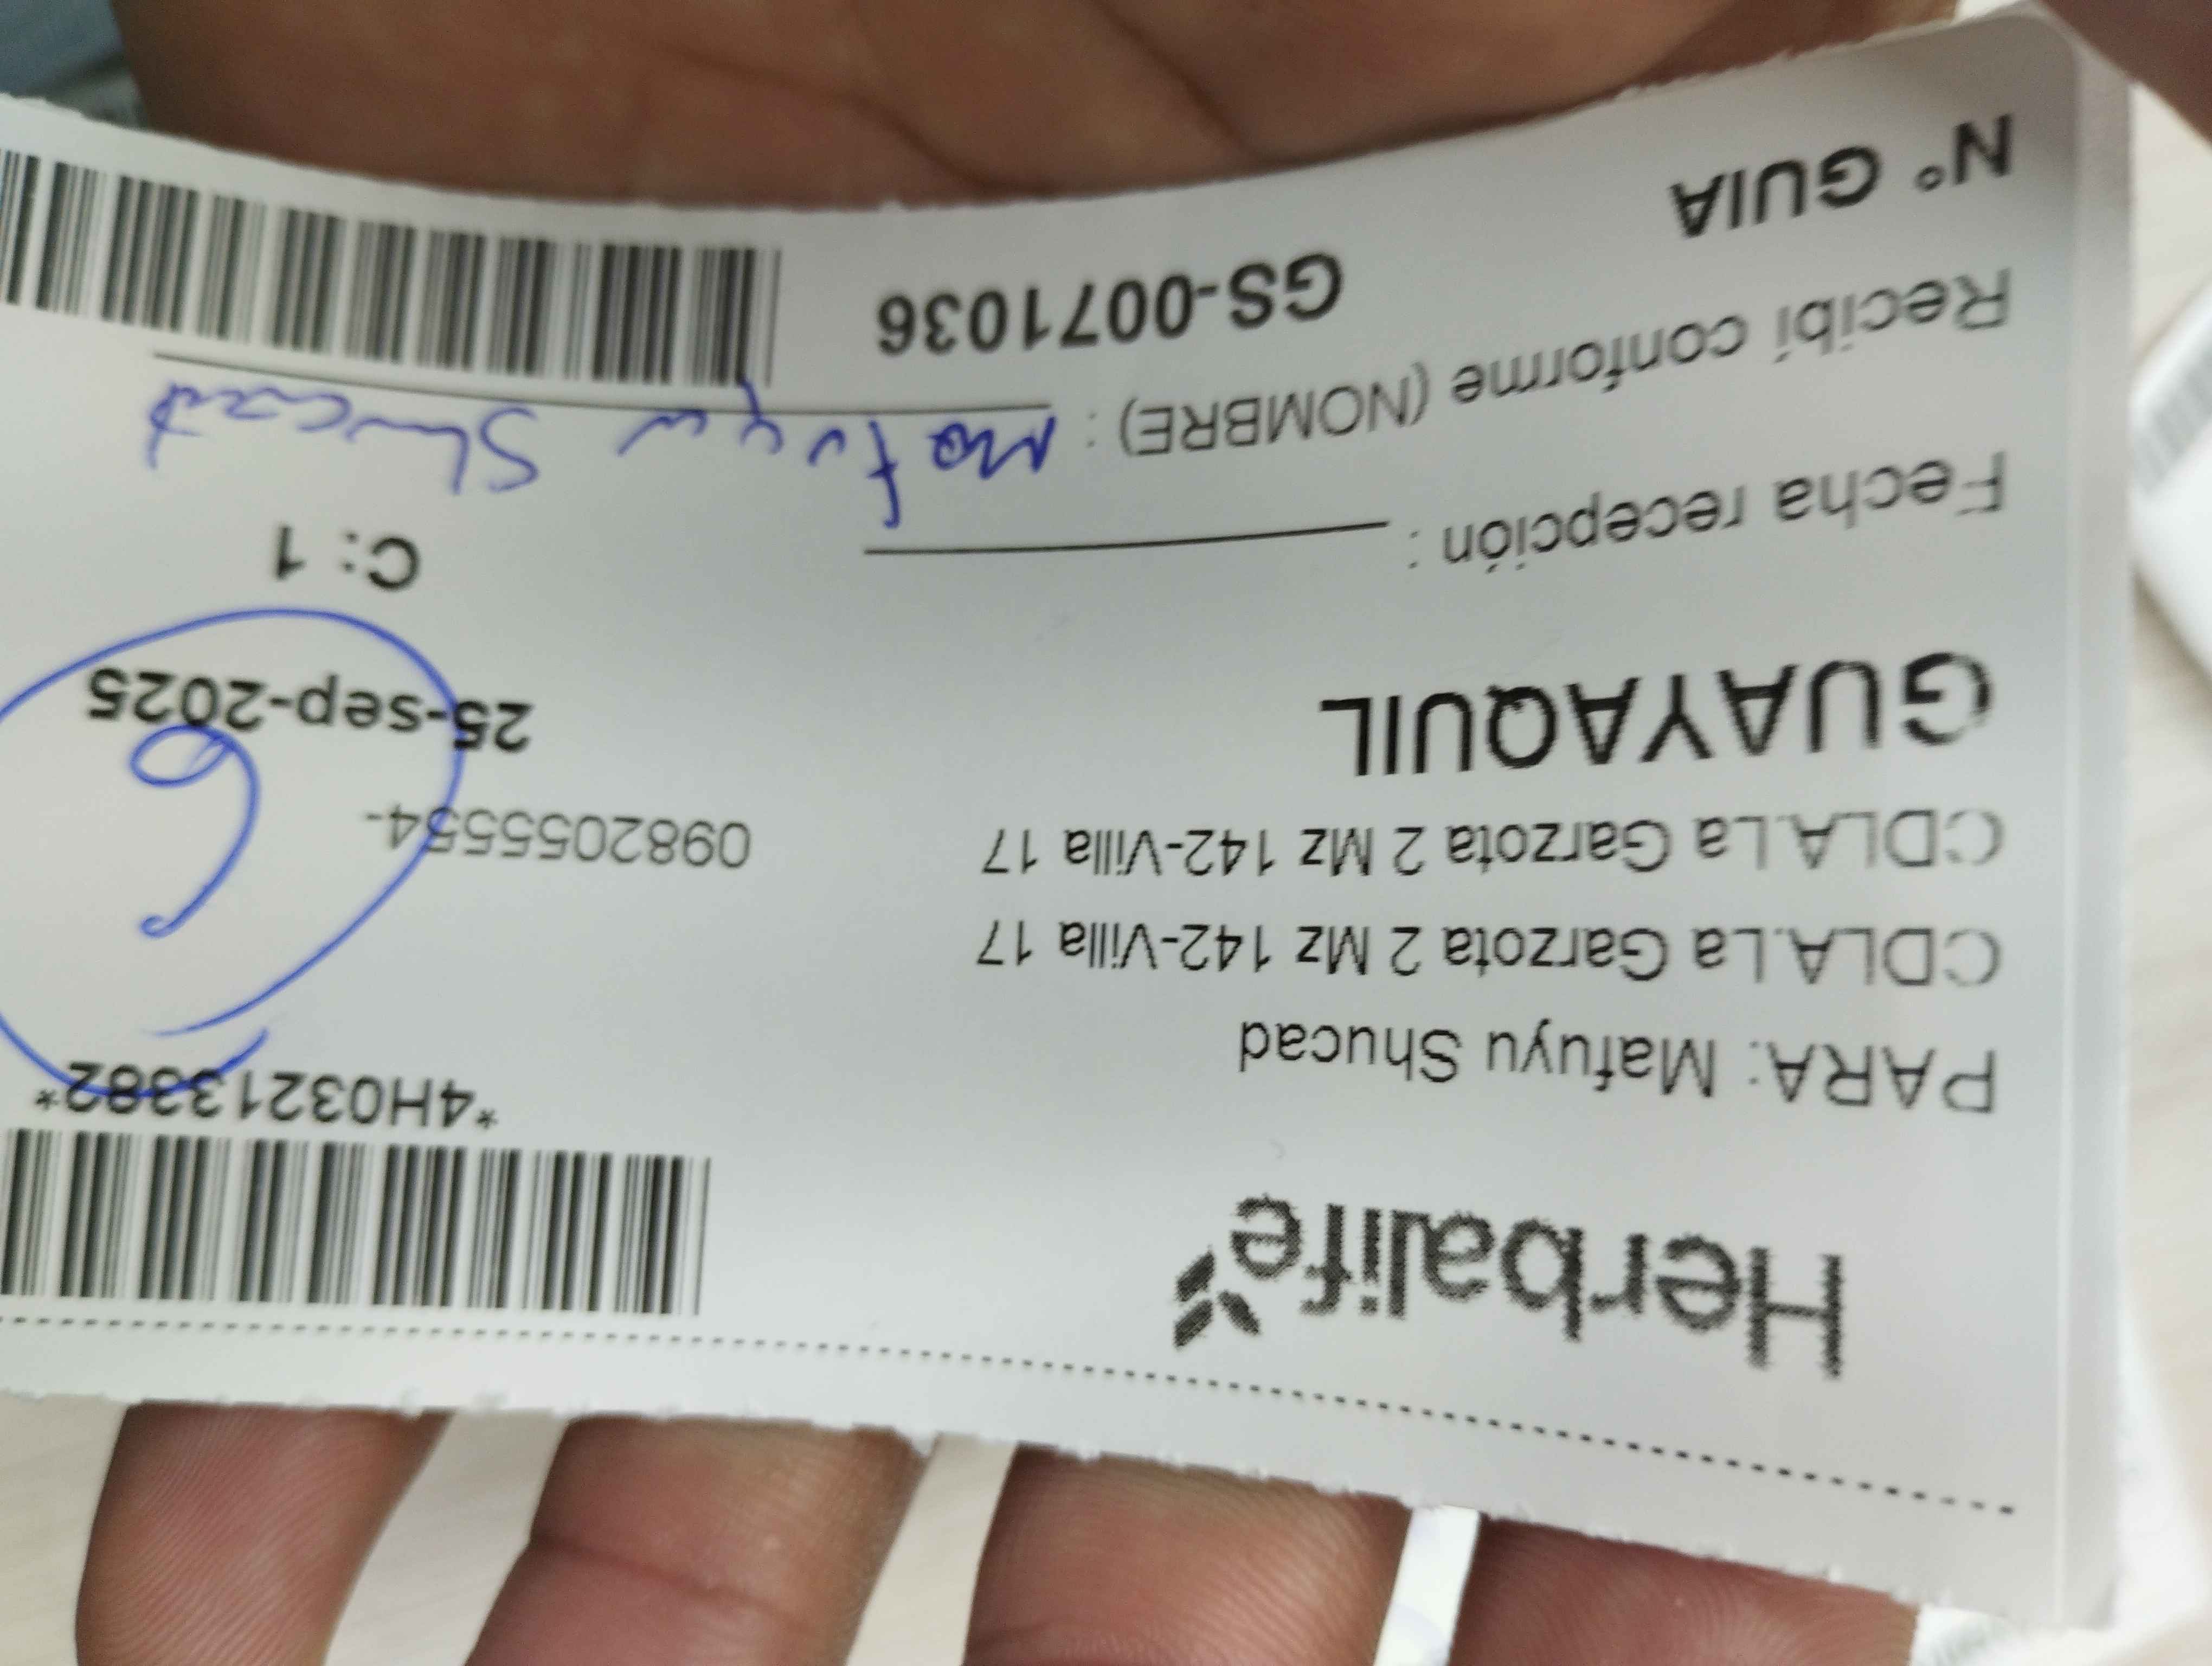 Herbalife
*4H03213382*
PARA: Mafuyu Shucad
CDLA.La Garzota 2 Mz 142-Villa 17
CDLA.La Garzota 2 Mz 142-Villa 17
0982055554-
GUAYAQUIL
25-sep-2025
6
C: 1
Fecha recepción :
Recibí conforme (NOMBRE) : Mafuyu Shucad
N° GUIA
GS-0071036